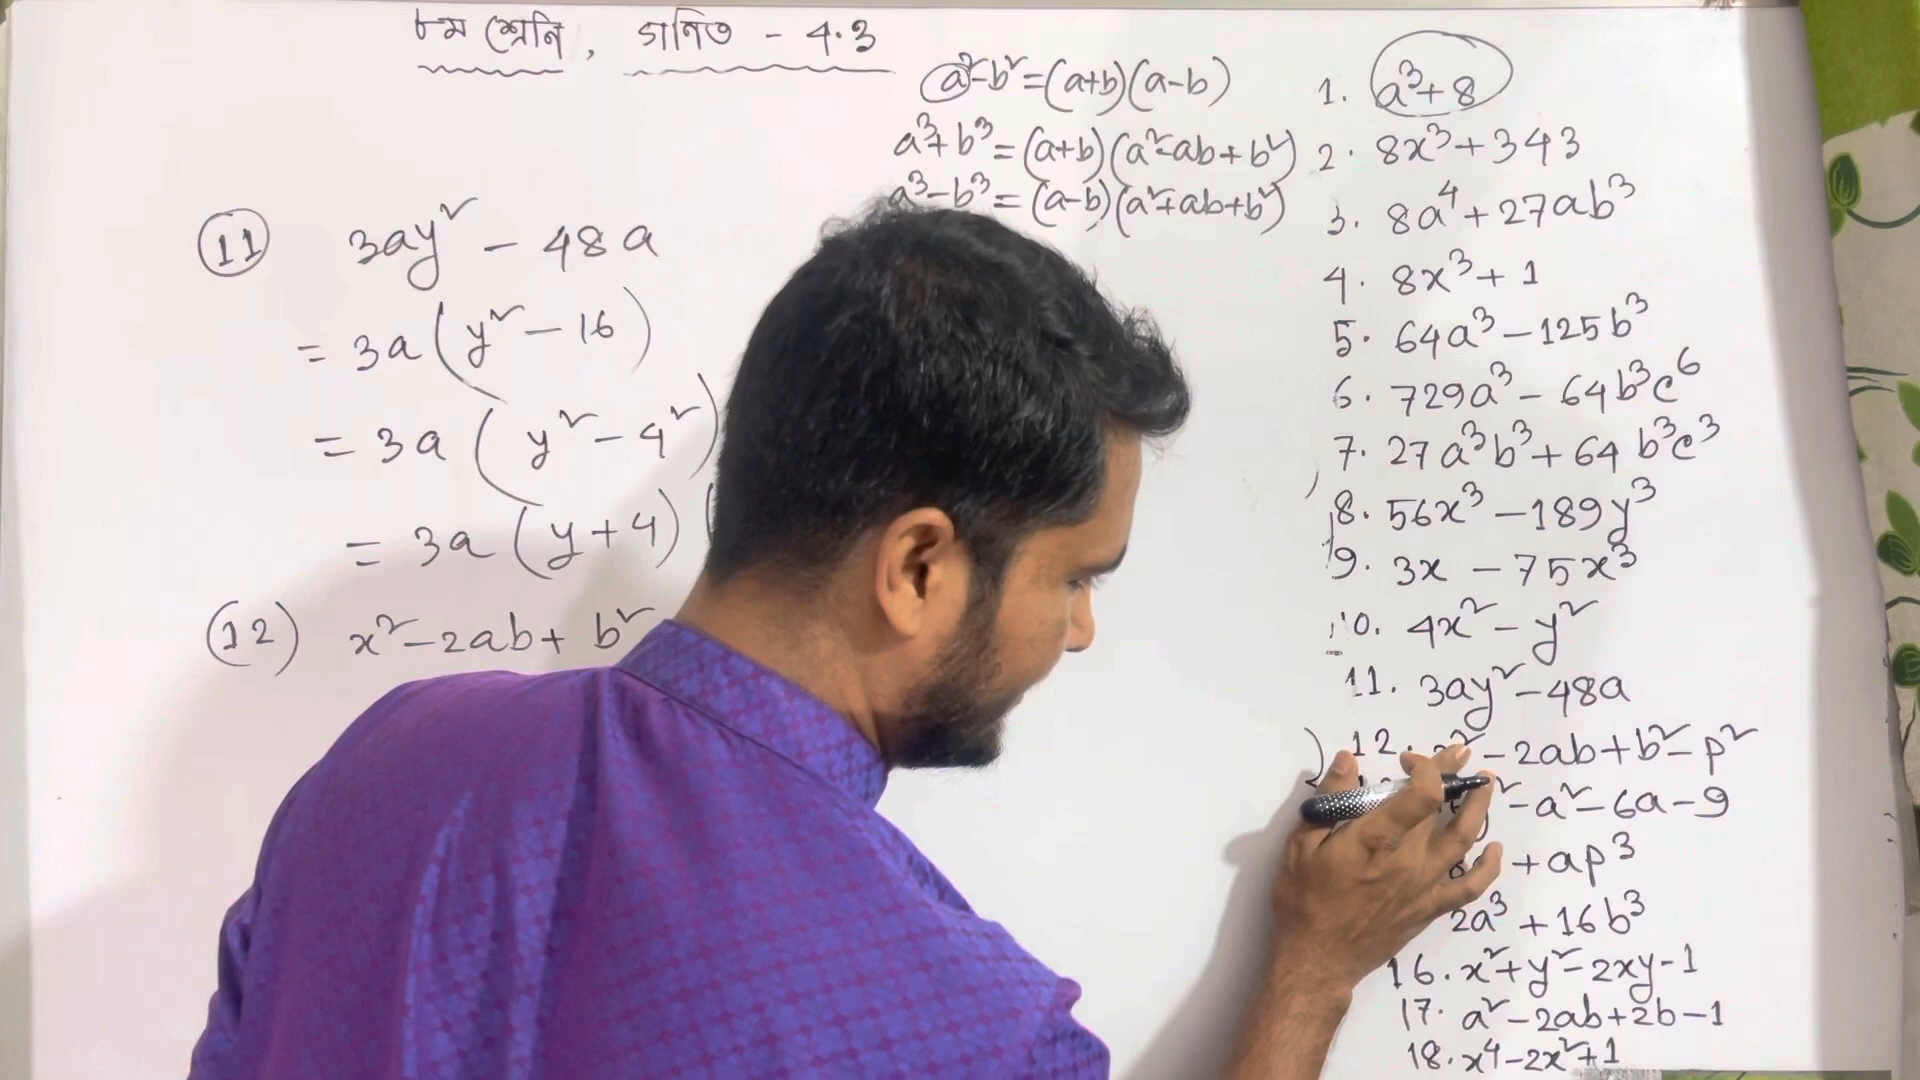 ৮ম শ্রেনি, গনিত - 4.3
a²-b²=(a+b)(a-b)
a³+b³=(a+b)(a²-ab+b²)
a³-b³=(a-b)(a²+ab+b²)
(11) 3ay² - 48a
= 3a(y² - 16)
= 3a(y² - 4²)
= 3a(y+4)(
(12) x² - 2ab + b²
1. a³+8
2. 8x³+343
3. 8a⁴+27ab³
4. 8x³+1
5. 64a³-125b³
6. 729a³-64b³c⁶
7. 27a³b³+64b³c³
8. 56x³-189y³
9. 3x-75x³
10. 4x²-y²
11. 3ay²-48a
12. ²-2ab+b²-p²
²-a²-6a-9
+ap³
2a³+16b³
16. x²+y²-2xy-1
17. a²-2ab+2b-1
18. x⁴-2x²+1